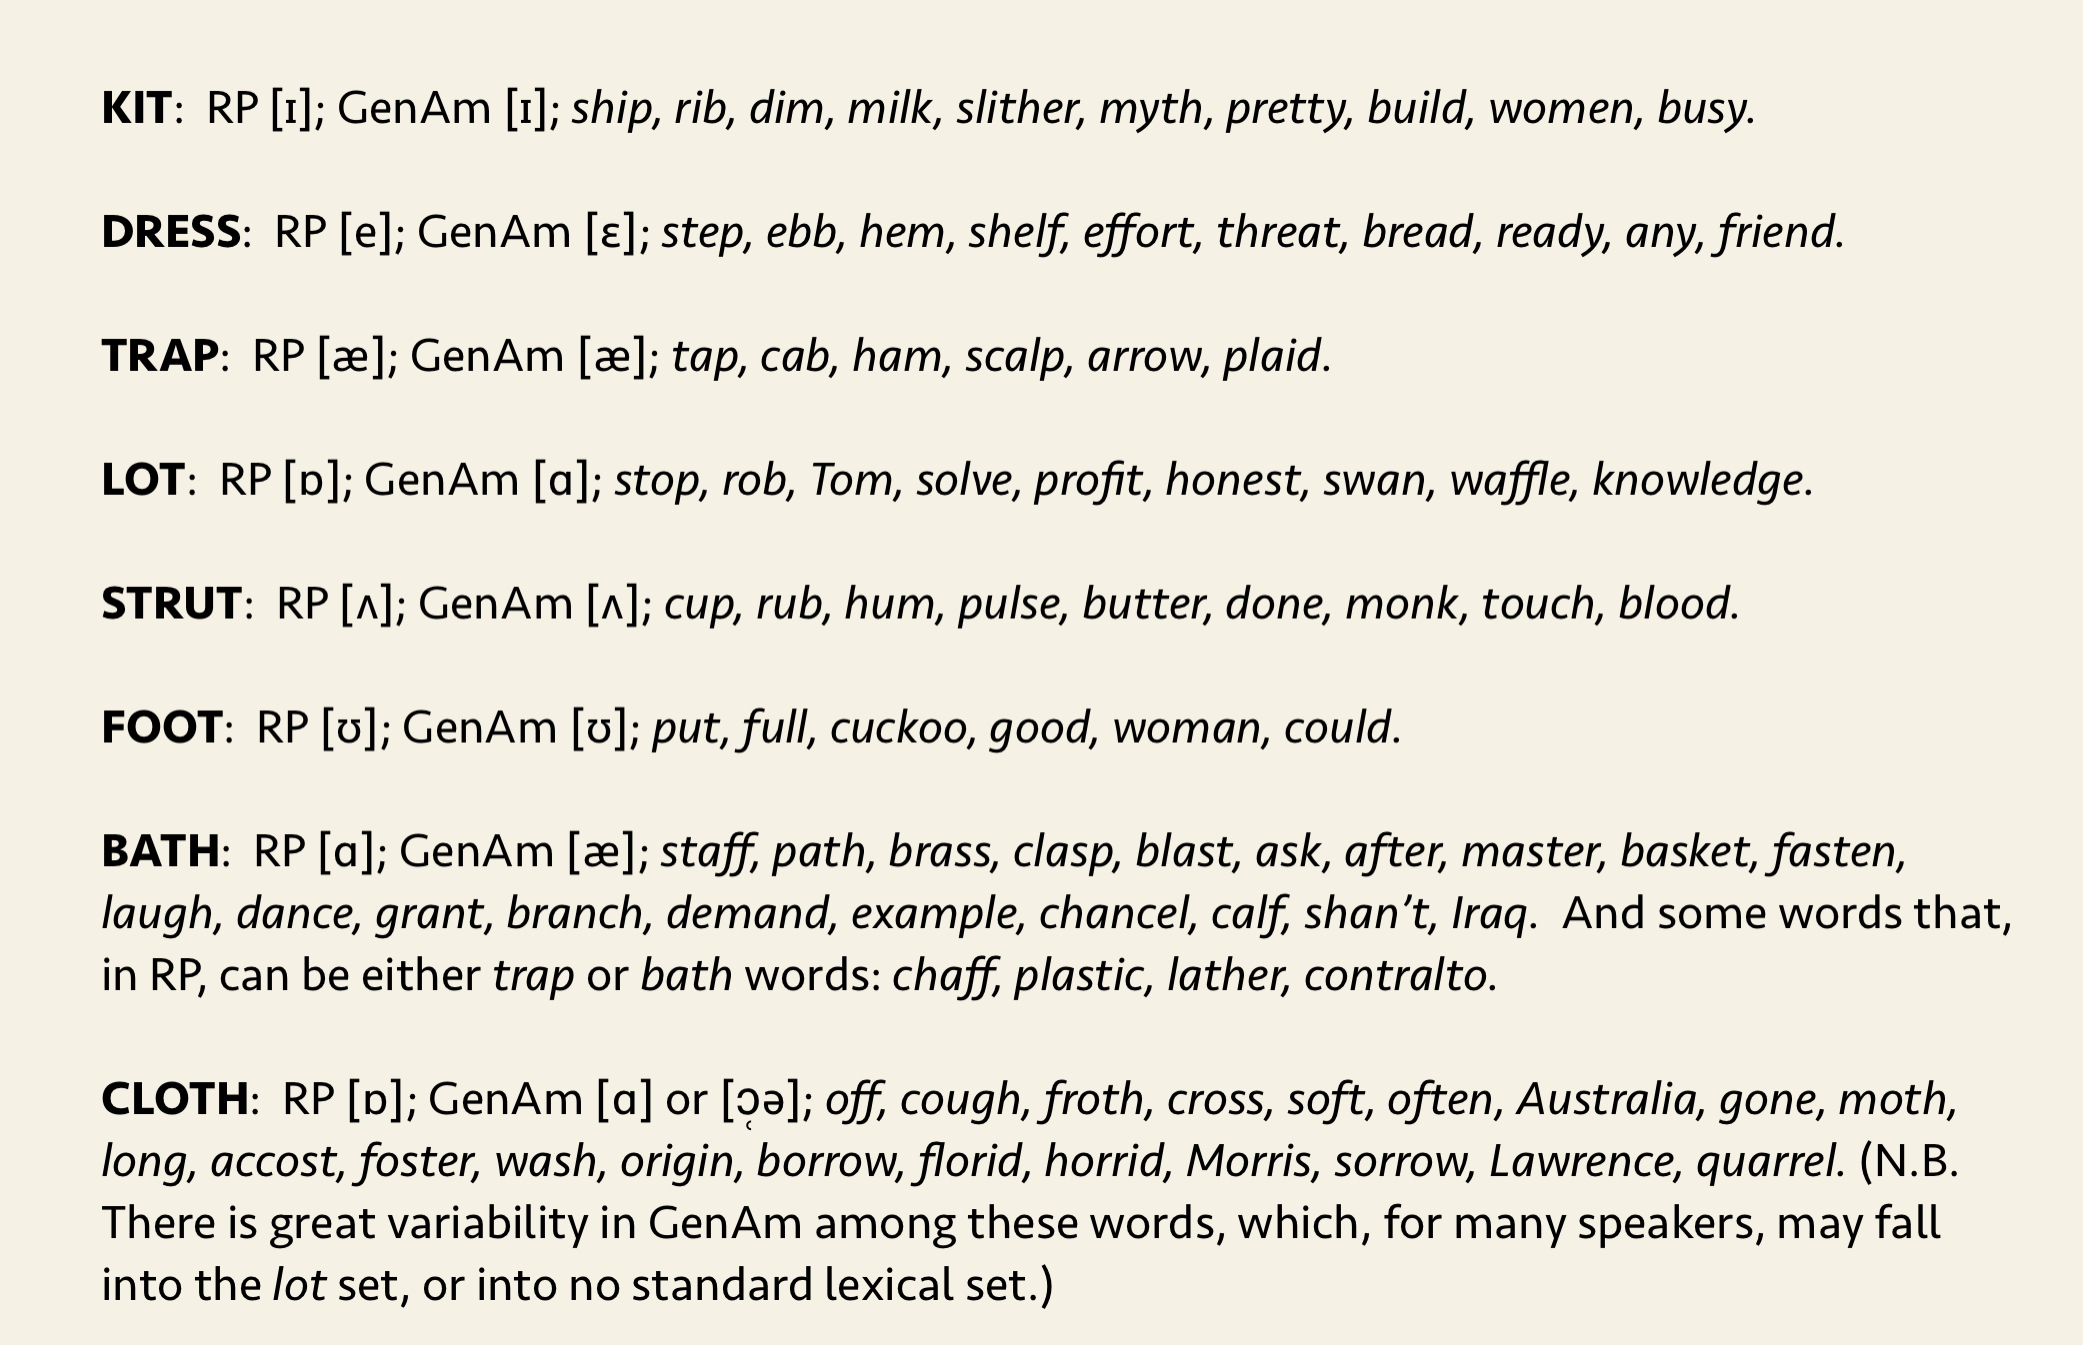 KIT:  RP [ɪ]; GenAm [ɪ]; ship, rib, dim, milk, slither, myth, pretty, build, women, busy.
DRESS:  RP [e]; GenAm [ɛ]; step, ebb, hem, shelf, effort, threat, bread, ready, any, friend.
TRAP:  RP [æ]; GenAm [æ]; tap, cab, ham, scalp, arrow, plaid.
LOT:  RP [ɒ]; GenAm [ɑ]; stop, rob, Tom, solve, profit, honest, swan, waffle, knowledge.
STRUT:  RP [ʌ]; GenAm [ʌ]; cup, rub, hum, pulse, butter, done, monk, touch, blood.
FOOT:  RP [ʊ]; GenAm [ʊ]; put, full, cuckoo, good, woman, could.
BATH:  RP [ɑ]; GenAm [æ]; staff, path, brass, clasp, blast, ask, after, master, basket, fasten,
laugh, dance, grant, branch, demand, example, chancel, calf, shan’t, Iraq.  And some words that,
in RP, can be either trap or bath words: chaff, plastic, lather, contralto.
CLOTH:  RP [ɒ]; GenAm [ɑ] or [ɔ̜ə]; off, cough, froth, cross, soft, often, Australia, gone, moth,
long, accost, foster, wash, origin, borrow, florid, horrid, Morris, sorrow, Lawrence, quarrel. (N.B.
There is great variability in GenAm among these words, which, for many speakers, may fall
into the lot set, or into no standard lexical set.)